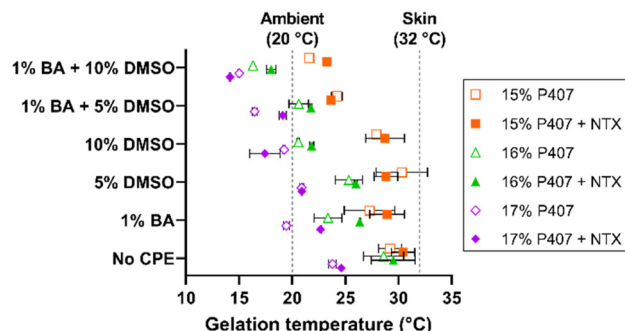 Ambient
(20 °C)
Skin
(32 °C)
1% BA + 10% DMSO
1% BA + 5% DMSO
10% DMSO
5% DMSO
1% BA
No CPE
10 15 20 25 30 35
Gelation temperature (°C)
15% P407
15% P407 + NTX
16% P407
16% P407 + NTX
17% P407
17% P407 + NTX